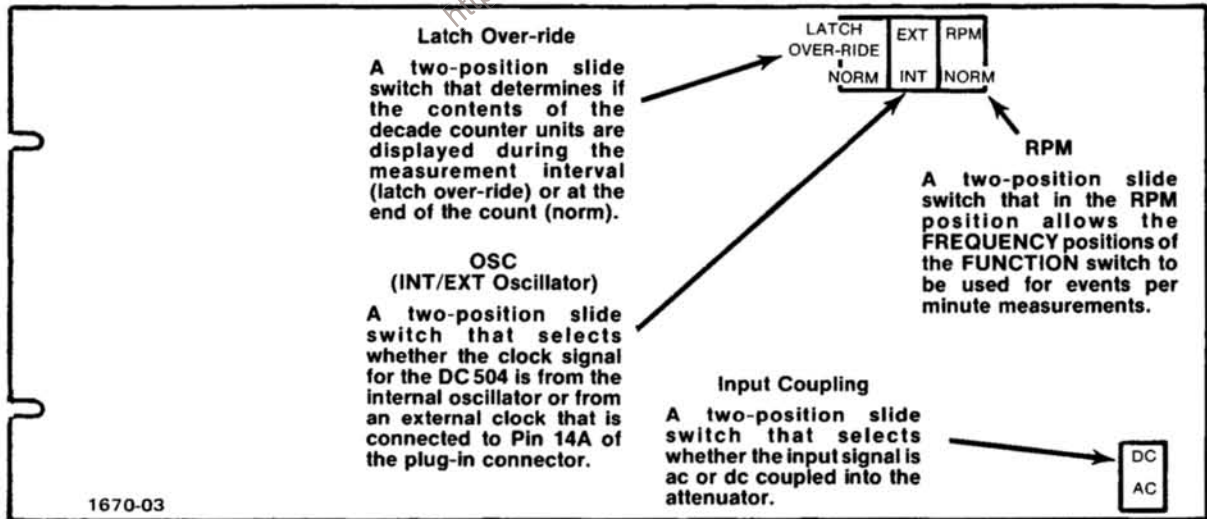 Latch Over-ride
A two-position slide
switch that determines if
the contents of the
decade counter units are
displayed during the
measurement interval
(latch over-ride) or at the
end of the count (norm).
OSC
(INT/EXT Oscillator)
A two-position slide
switch that selects
whether the clock signal
for the DC 504 is from the
internal oscillator or from
an external clock that is
connected to Pin 14A of
the plug-in connector.
LATCH EXT RPM
OVER-RIDE
NORM INT NORM
RPM
A two-position slide
switch that in the RPM
position allows the
FREQUENCY positions of
the FUNCTION switch to
be used for events per
minute measurements.
Input Coupling
A two-position slide
switch that selects
whether the input signal is
ac or dc coupled into the
attenuator.
DC
AC
1670-03